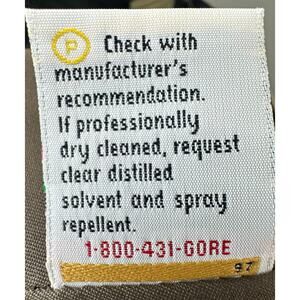 P Check with
manufacturer's
recommendation.
If professionally
dry cleaned, request
clear distilled
solvent and spray
repellent.
1-800-431-GORE
97